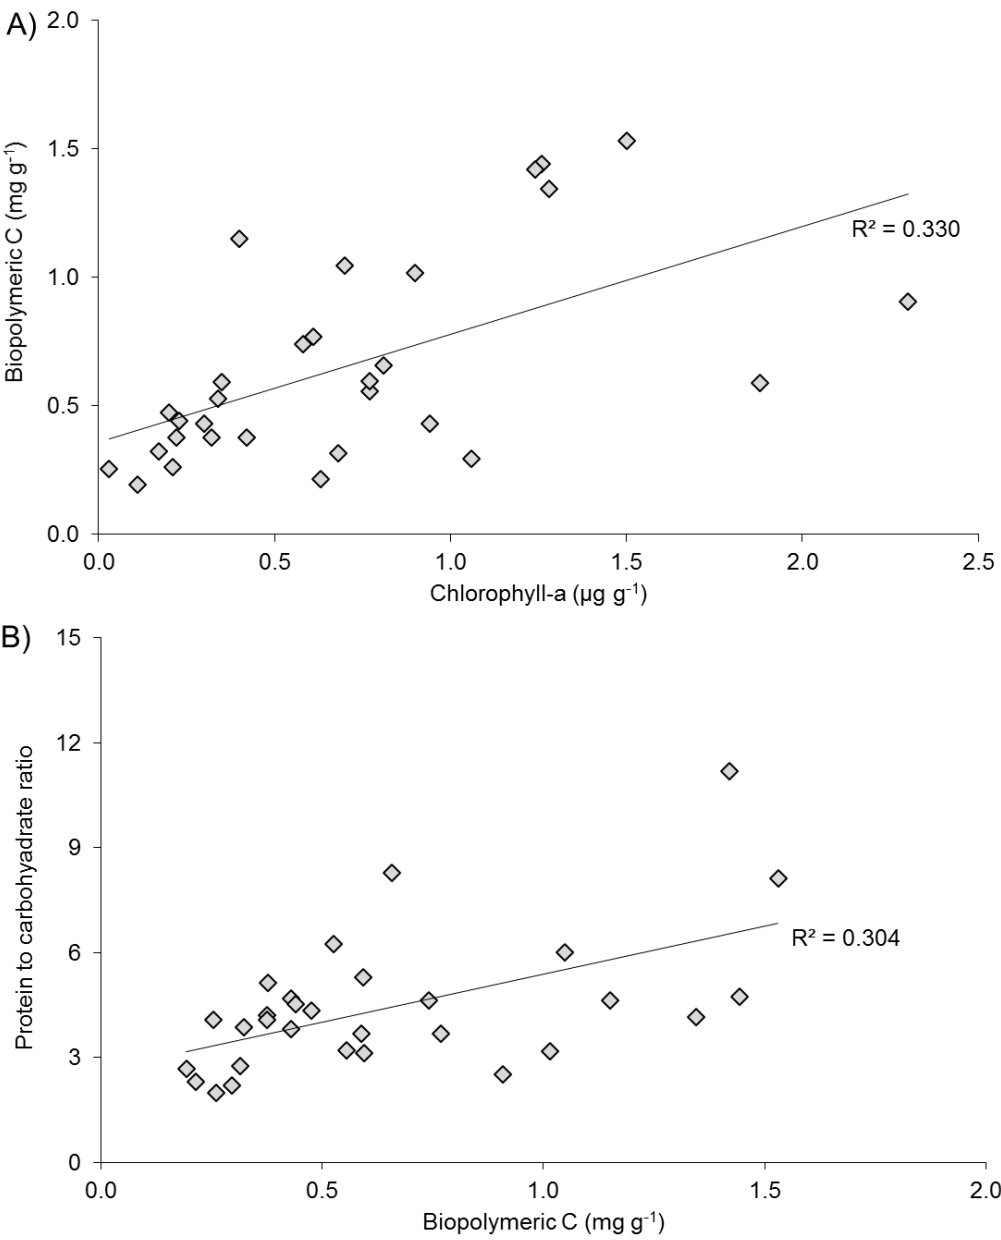 A)
2.0
1.5
1.0
0.5
0.0
Biopolymeric C (mg g⁻¹)
R² = 0.330
0.0 0.5 1.0 1.5 2.0 2.5
Chlorophyll-a (µg g⁻¹)
B)
15
12
9
6
3
0
Protein to carbohyadrate ratio
R² = 0.304
0.0 0.5 1.0 1.5 2.0
Biopolymeric C (mg g⁻¹)